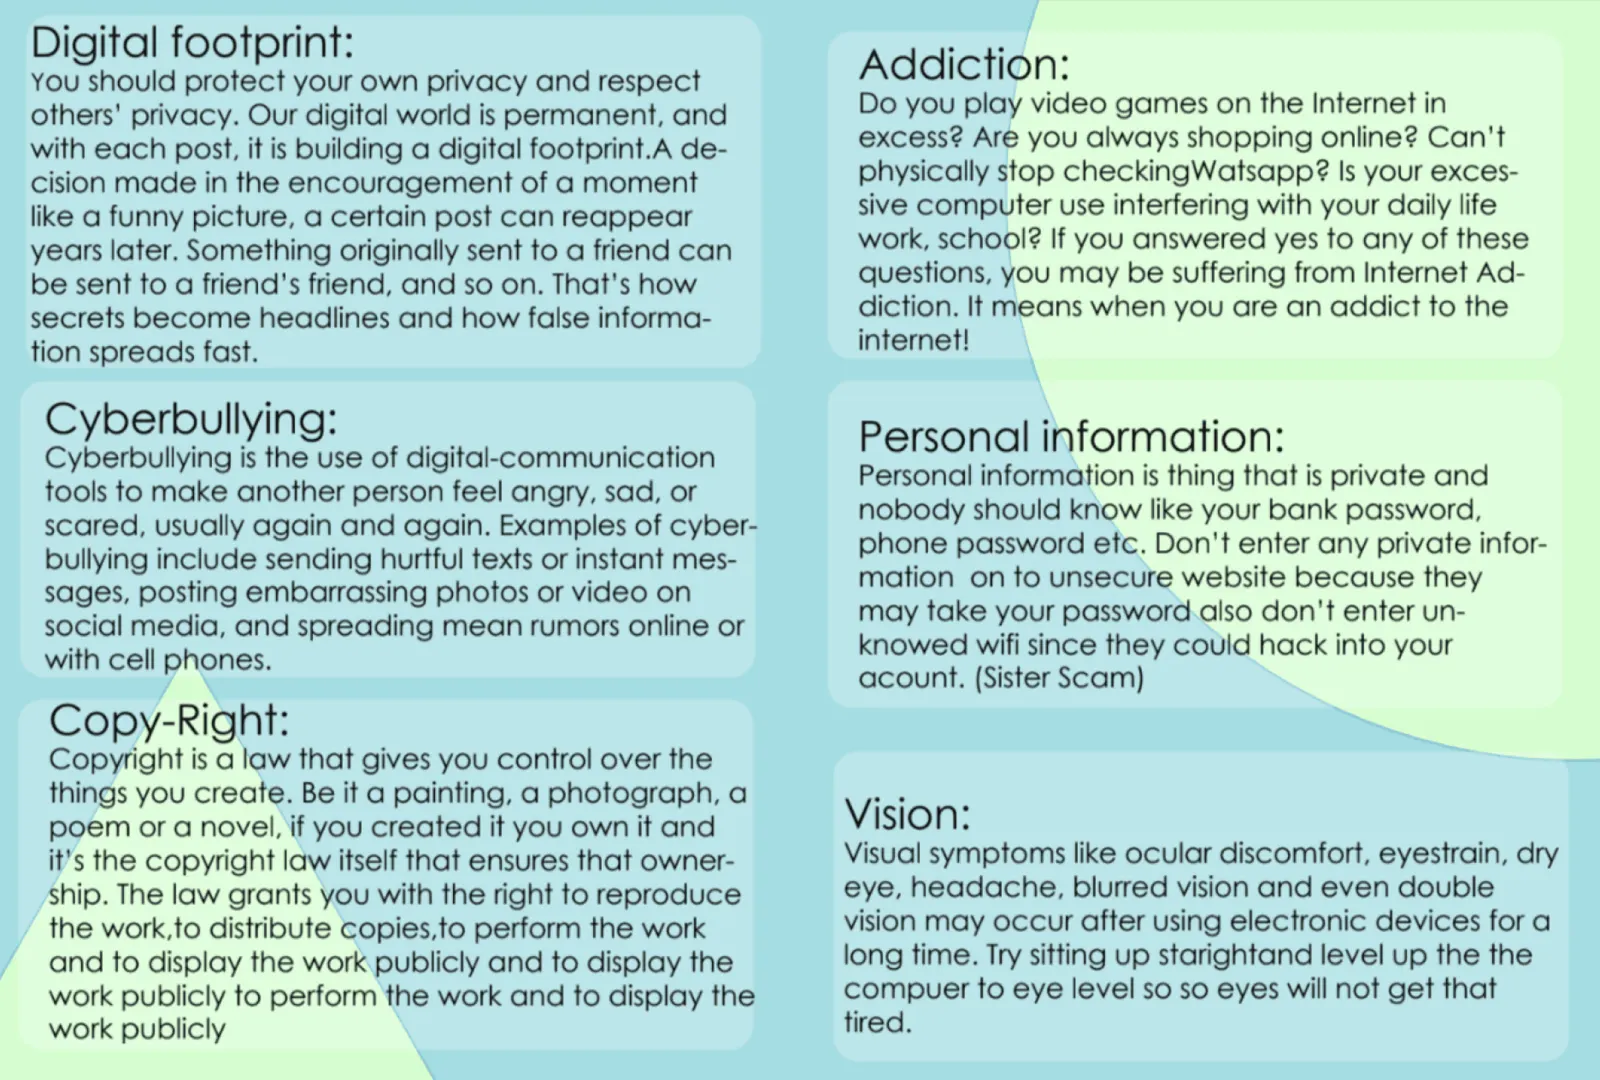 Digital footprint:
You should protect your own privacy and respect
others' privacy. Our digital world is permanent, and
with each post, it is building a digital footprint.A de-
cision made in the encouragement of a moment
like a funny picture, a certain post can reappear
years later. Something originally sent to a friend can
be sent to a friend's friend, and so on. That's how
secrets become headlines and how false informa-
tion spreads fast.
Cyberbullying:
Cyberbullying is the use of digital-communication
tools to make another person feel angry, sad, or
scared, usually again and again. Examples of cyber-
bullying include sending hurtful texts or instant mes-
sages, posting embarrassing photos or video on
social media, and spreading mean rumors online or
with cell phones.
Copy-Right:
Copyright is a law that gives you control over the
things you create. Be it a painting, a photograph, a
poem or a novel, if you created it you own it and
it's the copyright law itself that ensures that owner-
ship. The law grants you with the right to reproduce
the work,to distribute copies,to perform the work
and to display the work publicly and to display the
work publicly to perform the work and to display the
work publicly
Addiction:
Do you play video games on the Internet in
excess? Are you always shopping online? Can't
physically stop checkingWatsapp? Is your exces-
sive computer use interfering with your daily life
work, school? If you answered yes to any of these
questions, you may be suffering from Internet Ad-
diction. It means when you are an addict to the
internet!
Personal information:
Personal information is thing that is private and
nobody should know like your bank password,
phone password etc. Don't enter any private infor-
mation  on to unsecure website because they
may take your password also don't enter un-
knowed wifi since they could hack into your
acount. (Sister Scam)
Vision:
Visual symptoms like ocular discomfort, eyestrain, dry
eye, headache, blurred vision and even double
vision may occur after using electronic devices for a
long time. Try sitting up starightand level up the the
compuer to eye level so so eyes will not get that
tired.